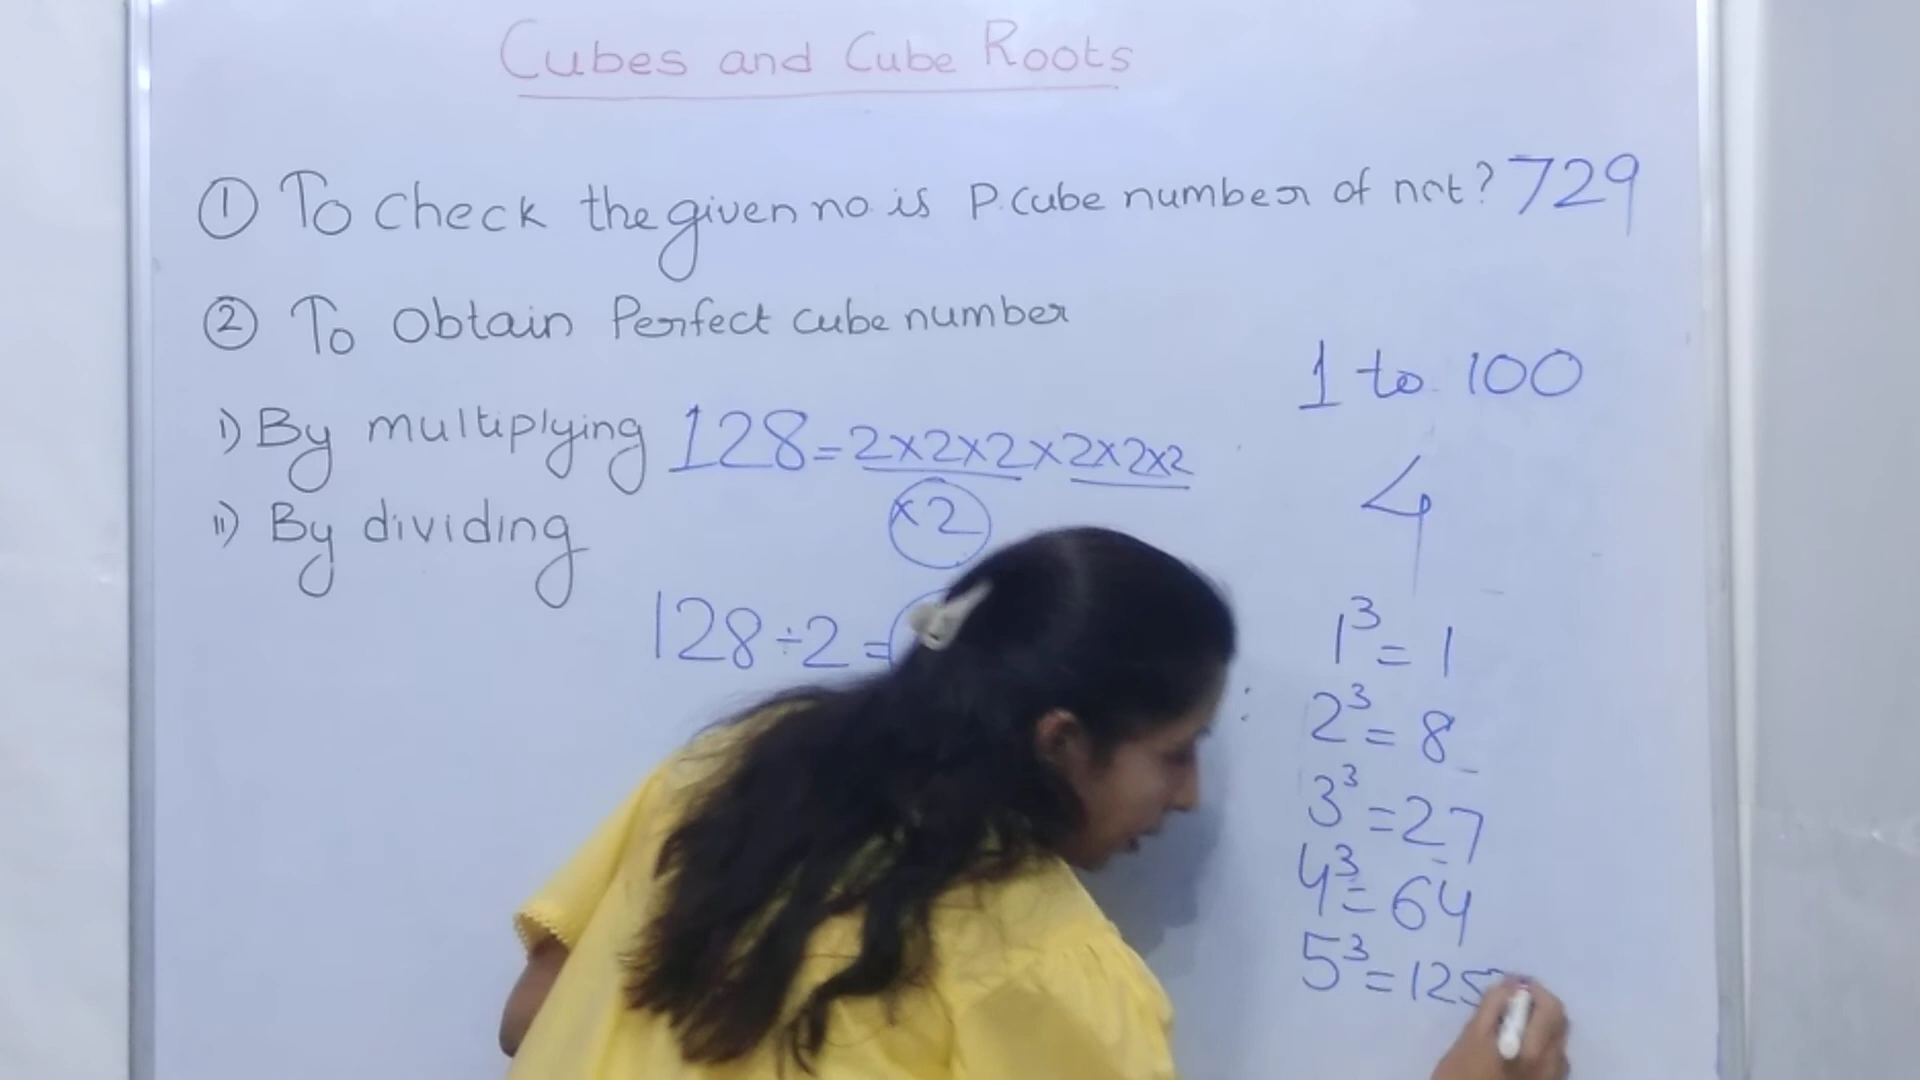 Cubes and Cube Roots
① To check the given no is P.cube number of not? 729
② To obtain Perfect cube number
i) By multiplying 128=2×2×2×2×2×2
×2
ii) By dividing
128÷2=
1 to 100
4
1³=1
2³=8
3³=27
4³=64
5³=125